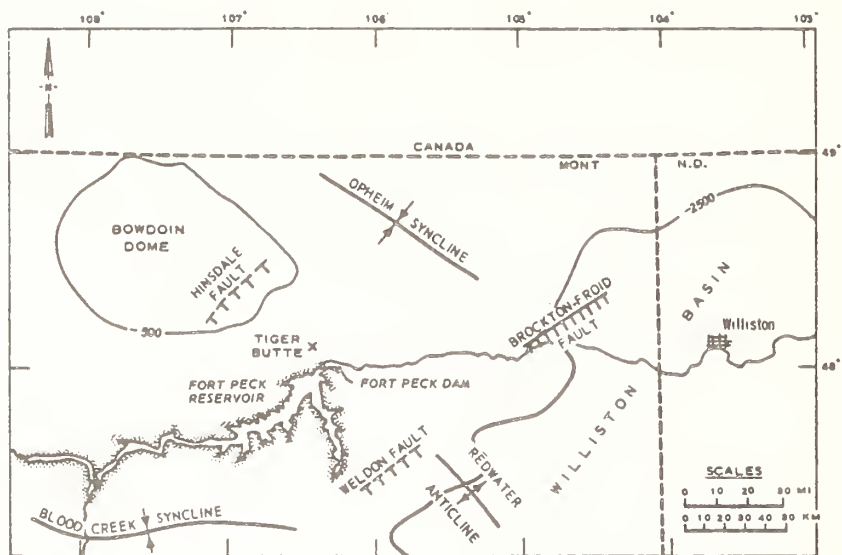 108° 107° 106° 105° 104° 103°
-N-
CANADA
49°
MONT N.D.
OPHEIM SYNCLINE
-2500
BOWDOIN
DOME
HINSDALE
FAULT
-500
BROCKTON-FROID
FAULT
BASIN
Williston
TIGER
BUTTE
48°
FORT PECK
RESERVOIR
FORT PECK DAM
WELDON FAULT
REDWATER
ANTICLINE
WILLISTON
SCALES
0 10 20 30 MI
0 10 20 30 40 50 KM
BLOOD CREEK SYNCLINE